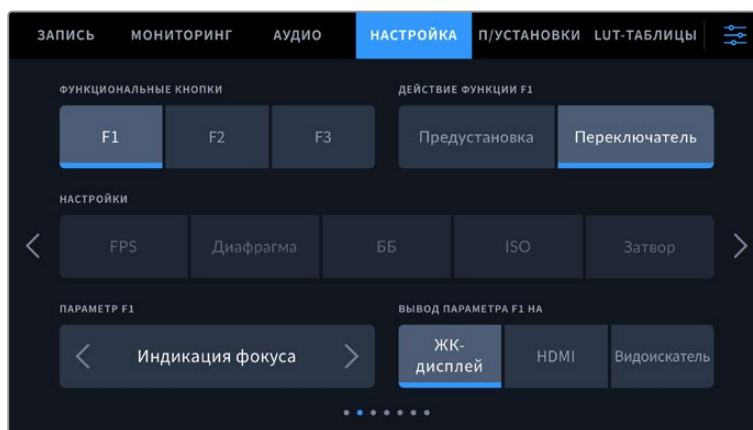 ЗАПИСЬ МОНИТОРИНГ АУДИО НАСТРОЙКА П/УСТАНОВКИ LUT-ТАБЛИЦЫ
ФУНКЦИОНАЛЬНЫЕ КНОПКИ ДЕЙСТВИЕ ФУНКЦИИ F1
F1 F2 F3 Предустановка Переключатель
НАСТРОЙКИ
FPS Диафрагма ББ ISO Затвор
ПАРАМЕТР F1 ВЫВОД ПАРАМЕТРА F1 НА
Индикация фокуса ЖК-
дисплей HDMI Видоискатель